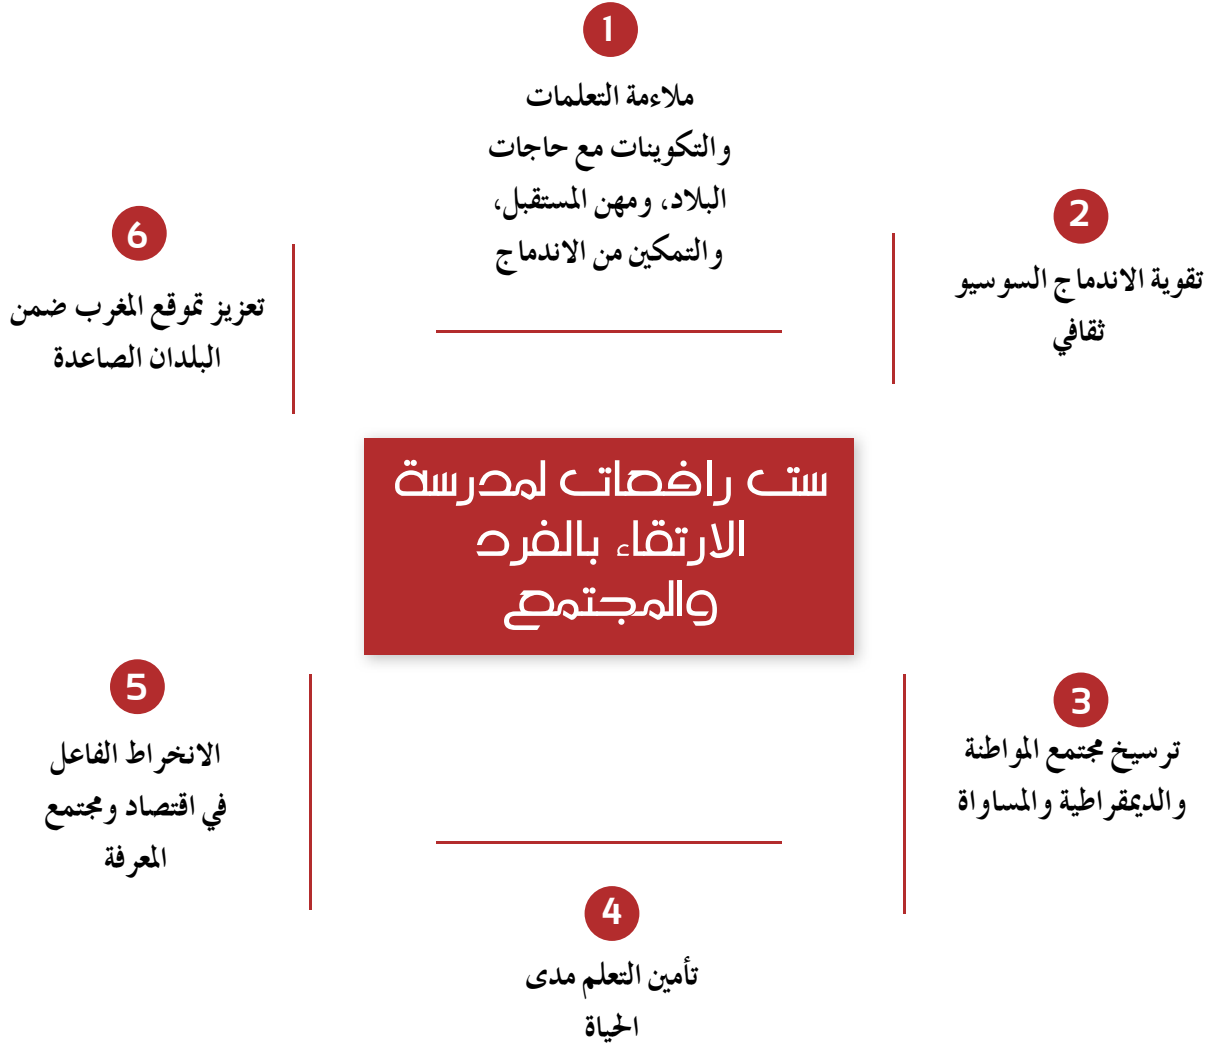 1
ملاءمة التعلمات
والتكوينات مع حاجات
البلاد، ومهن المستقبل،
والتمكين من الاندماج
2
تقوية الاندماج السوسيو
ثقافي
6
تعزيز تموقع المغرب ضمن
البلدان الصاعدة
ست رافعات لمدرسة
الارتقاء بالفرد
والمجتمع
3
ترسيخ مجتمع المواطنة
والديمقراطية والمساواة
5
الانخراط الفاعل
في اقتصاد ومجتمع
المعرفة
4
تأمين التعلم مدى
الحياة